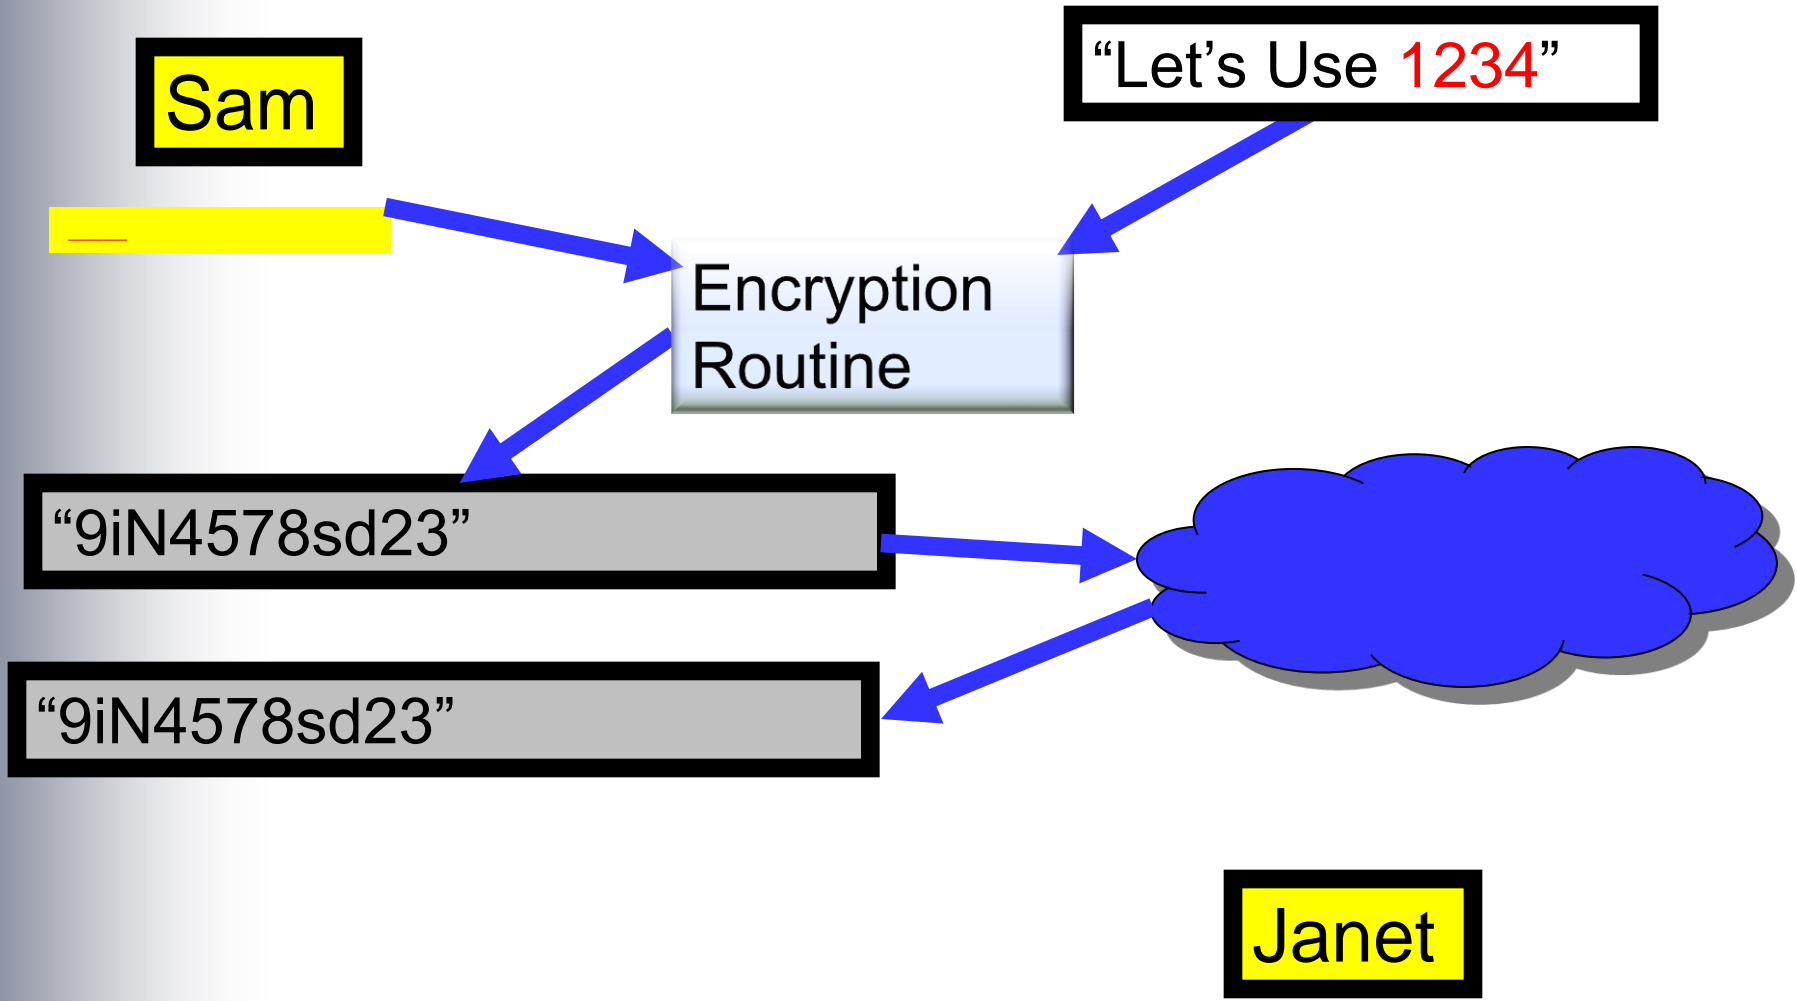 Sam
“Let’s Use 1234”
Encryption
Routine
“9iN4578sd23”
“9iN4578sd23”
Janet